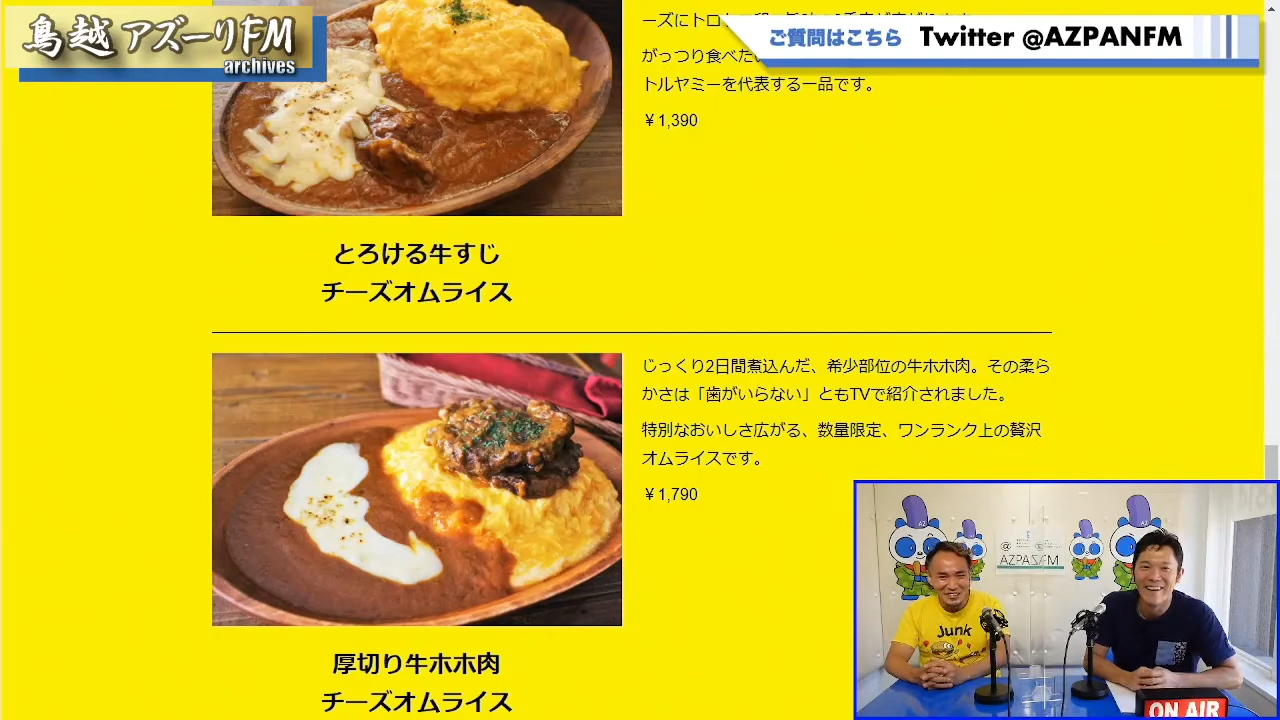 鳥越アズーリFM
archives
ご質問はこちら Twitter @AZPANFM
がっつり食べたい
トルヤミーを代表する一品です。
￥1,390
とろける牛すじ
チーズオムライス
じっくり2日間煮込んだ、希少部位の牛ホホ肉。その柔ら
かさは「歯がいらない」ともTVで紹介されました。
特別なおいしさ広がる、数量限定、ワンランク上の贅沢
オムライスです。
￥1,790
厚切り牛ホホ肉
チーズオムライス
AZPAN/FM
Junk
ON AIR